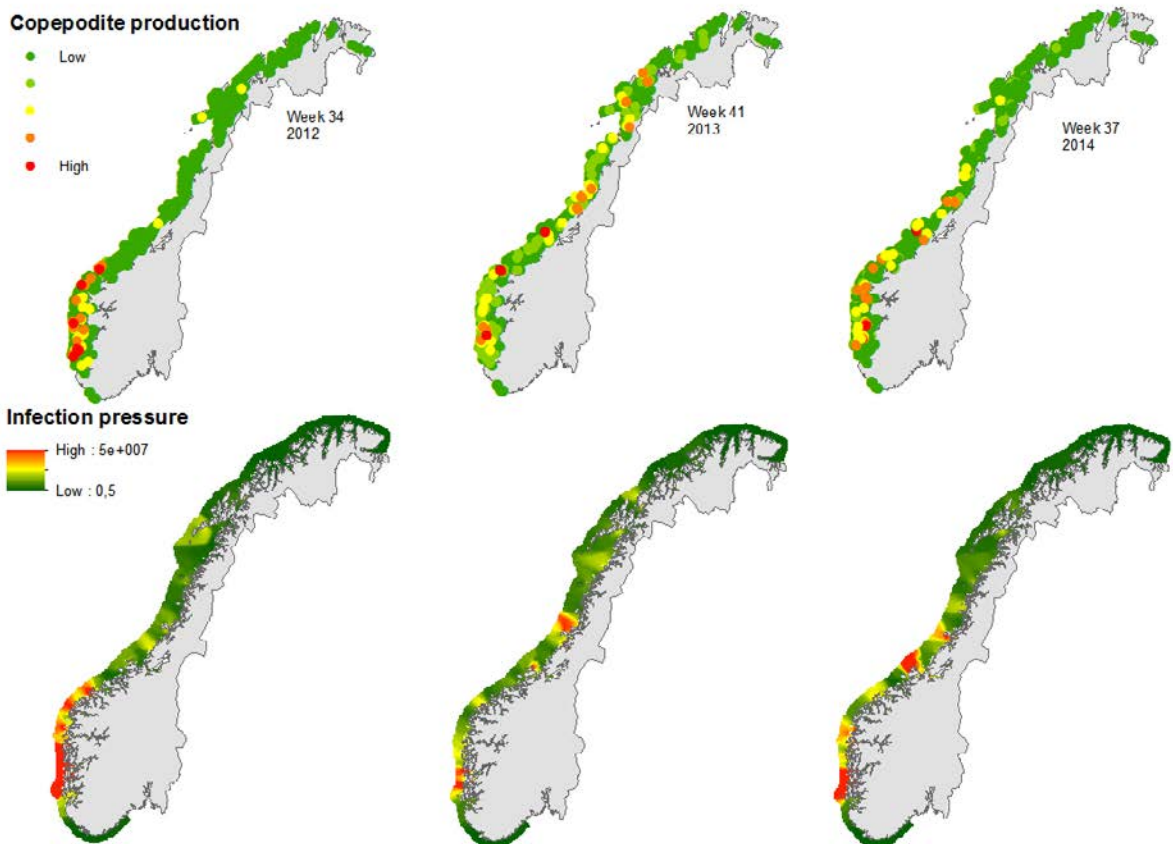 Copepodite production
Low
High
Week 34
2012
Week 41
2013
Week 37
2014
Infection pressure
High : 5e+007
Low : 0,5